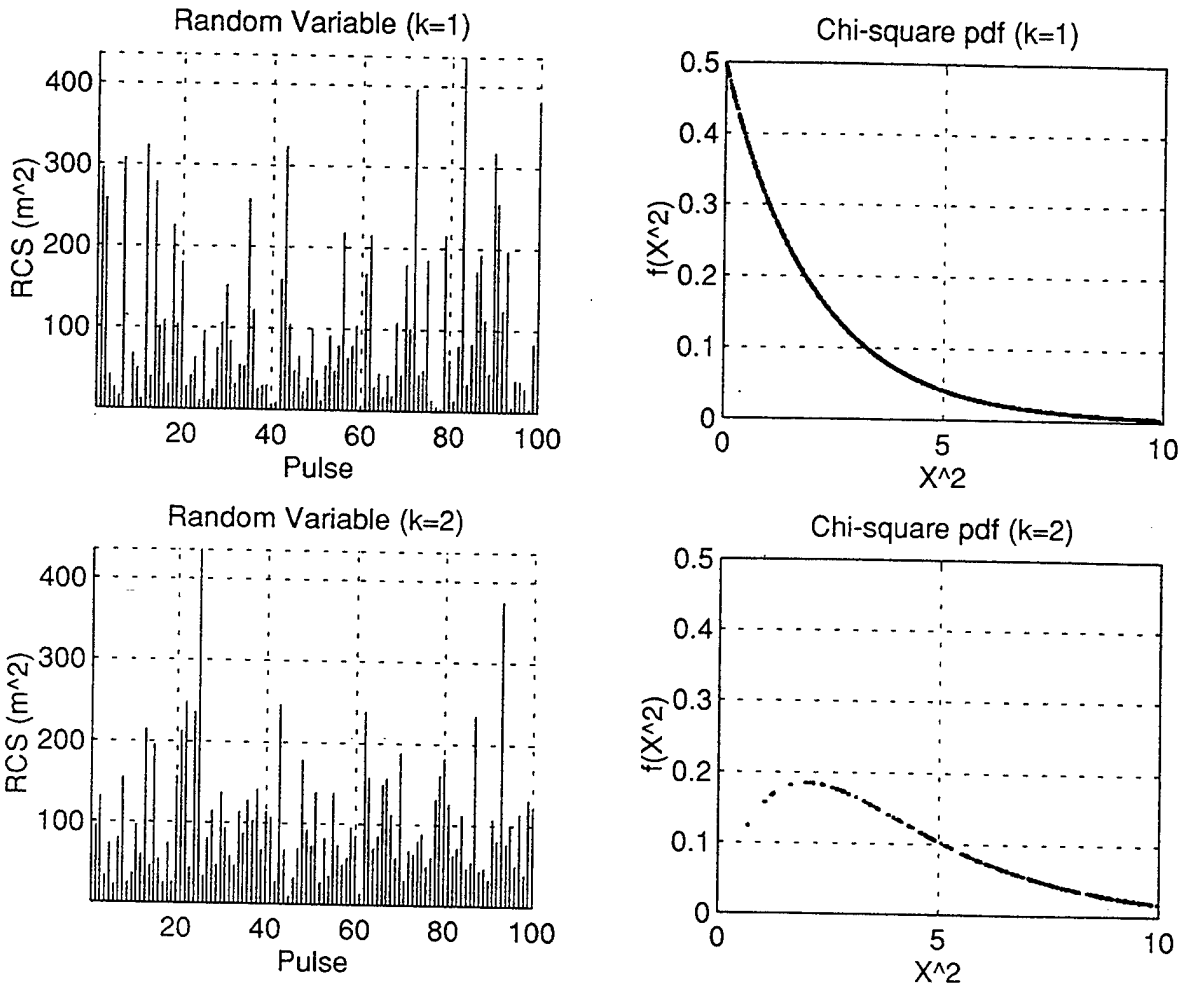 Random Variable (k=1)
400
300
200
100
RCS (m^2)
20 40 60 80 100
Pulse
Chi-square pdf (k=1)
0.5
0.4
0.3
0.2
0.1
0
f(X^2)
0 5 10
X^2
Random Variable (k=2)
400
300
200
100
RCS (m^2)
20 40 60 80 100
Pulse
Chi-square pdf (k=2)
0.5
0.4
0.3
0.2
0.1
0
f(X^2)
0 5 10
X^2